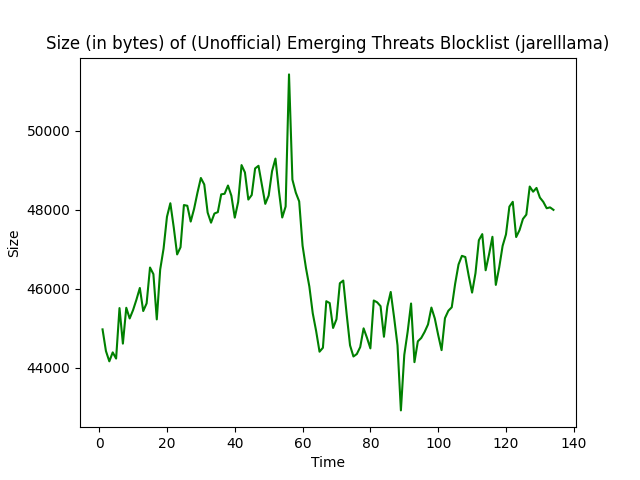 Size (in bytes) of (Unofficial) Emerging Threats Blocklist (jarelllama)
50000
48000
46000
44000
Size
0 20 40 60 80 100 120 140
Time